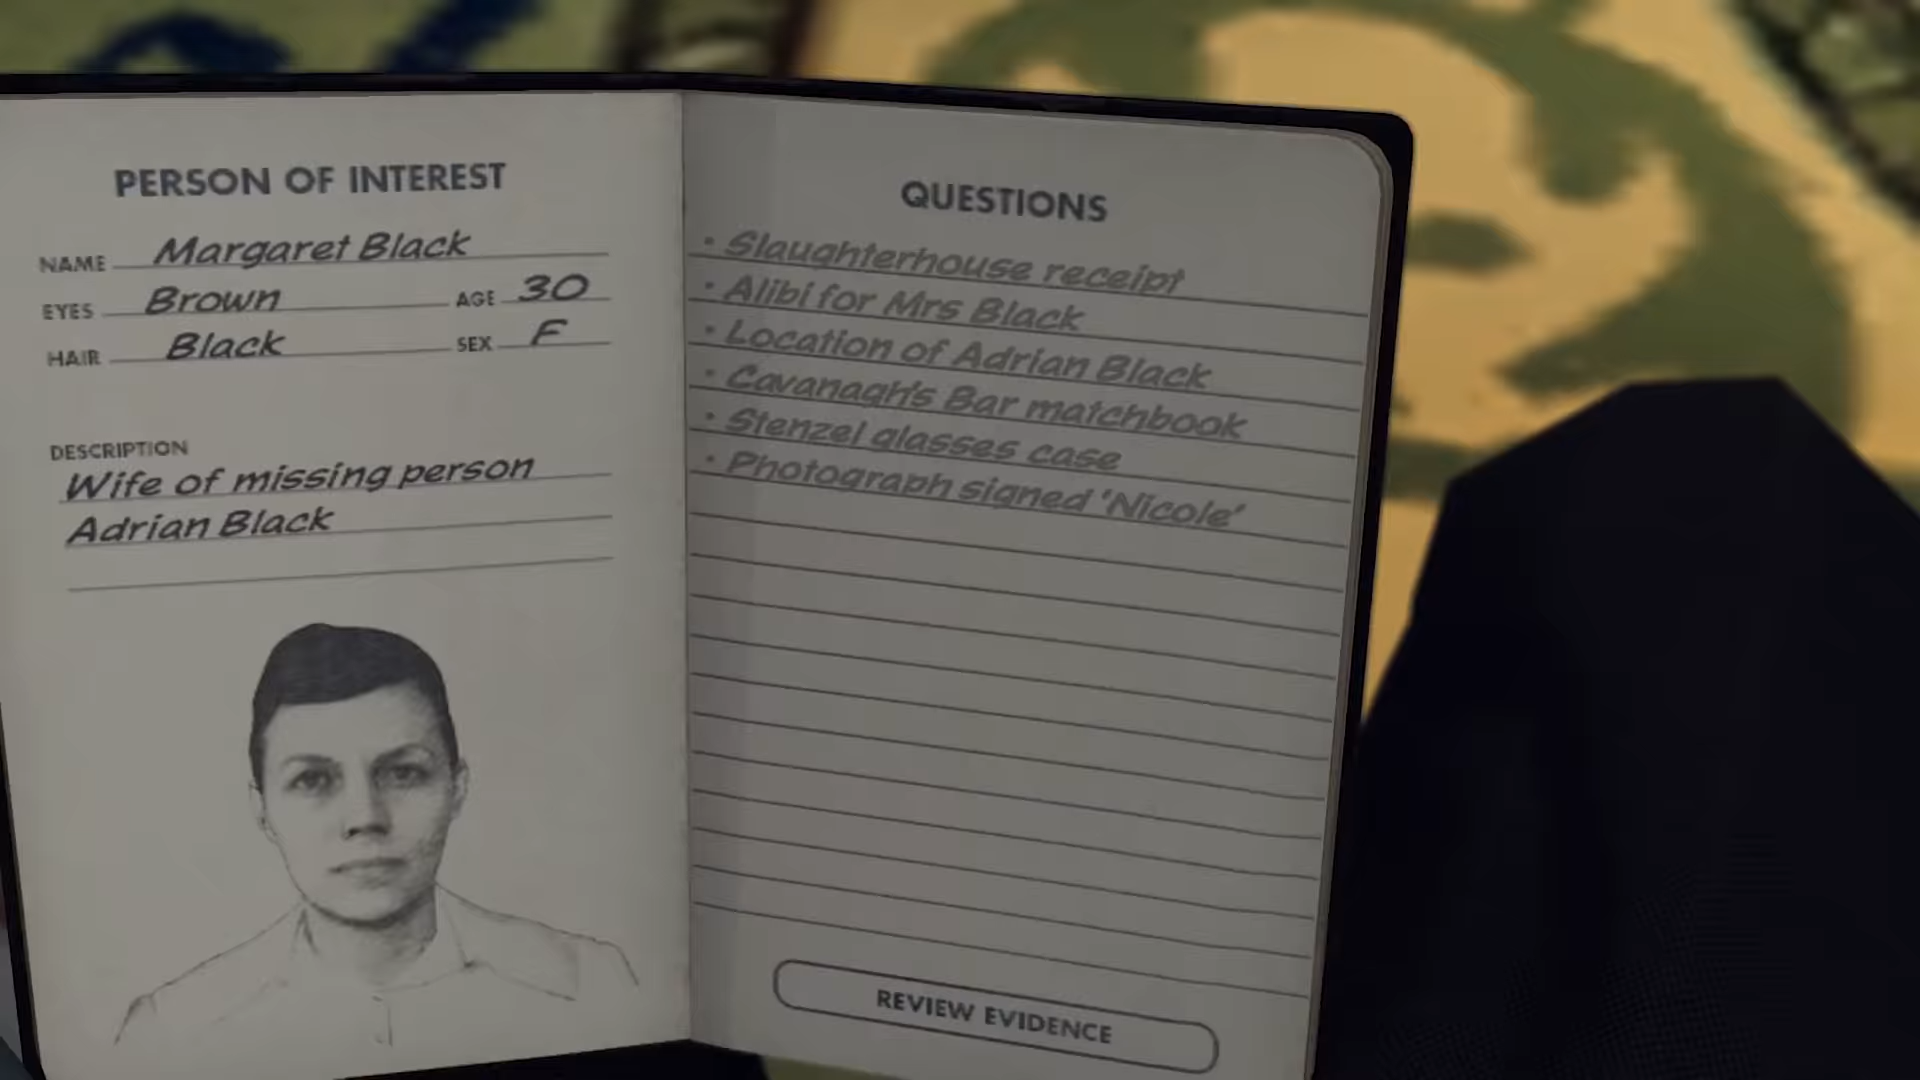 PERSON OF INTEREST
NAME Margaret Black
EYES Brown AGE 30
HAIR Black SEX F
DESCRIPTION
Wife of missing person
Adrian Black
QUESTIONS
• Slaughterhouse receipt
• Alibi for Mrs Black
• Location of Adrian Black
• Cavanagh's Bar matchbook
• Stenzel glasses case
• Photograph signed 'Nicole'
REVIEW EVIDENCE